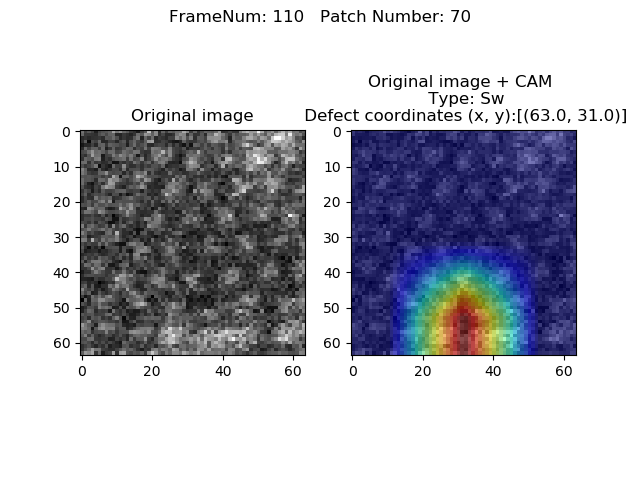 FrameNum: 110   Patch Number: 70
Original image
0
10
20
30
40
50
60
0 20 40 60
Original image + CAM
Type: Sw
Defect coordinates (x, y):[(63.0, 31.0)]
0
10
20
30
40
50
60
0 20 40 60